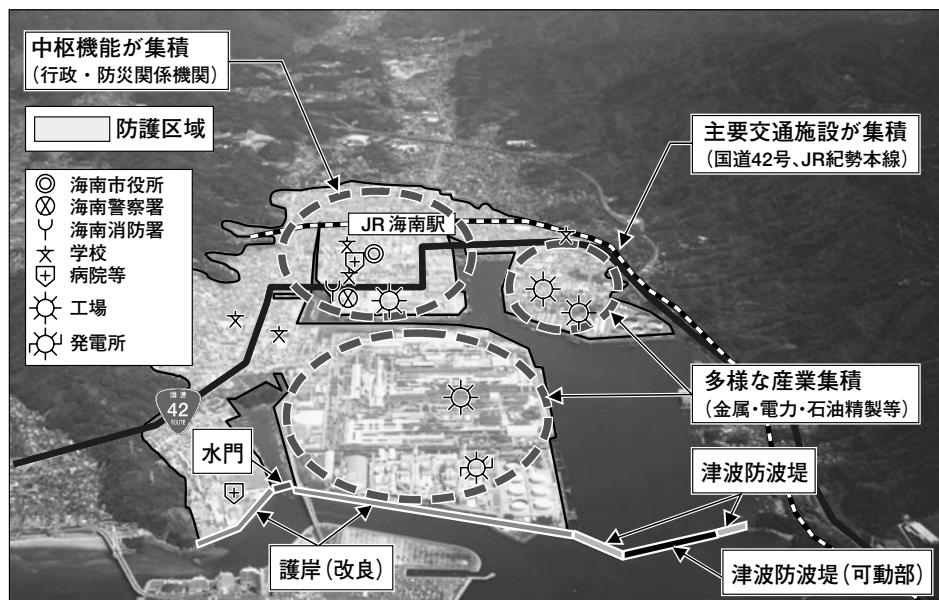 中枢機能が集積
(行政・防災関係機関)
防護区域
主要交通施設が集積
(国道42号、JR紀勢本線)
海南市役所
海南警察署
海南消防署
学校
病院等
工場
発電所
JR海南駅
多様な産業集積
(金属・電力・石油精製等)
国道
42
ROUTE
水門
津波防波堤
護岸(改良)
津波防波堤(可動部)